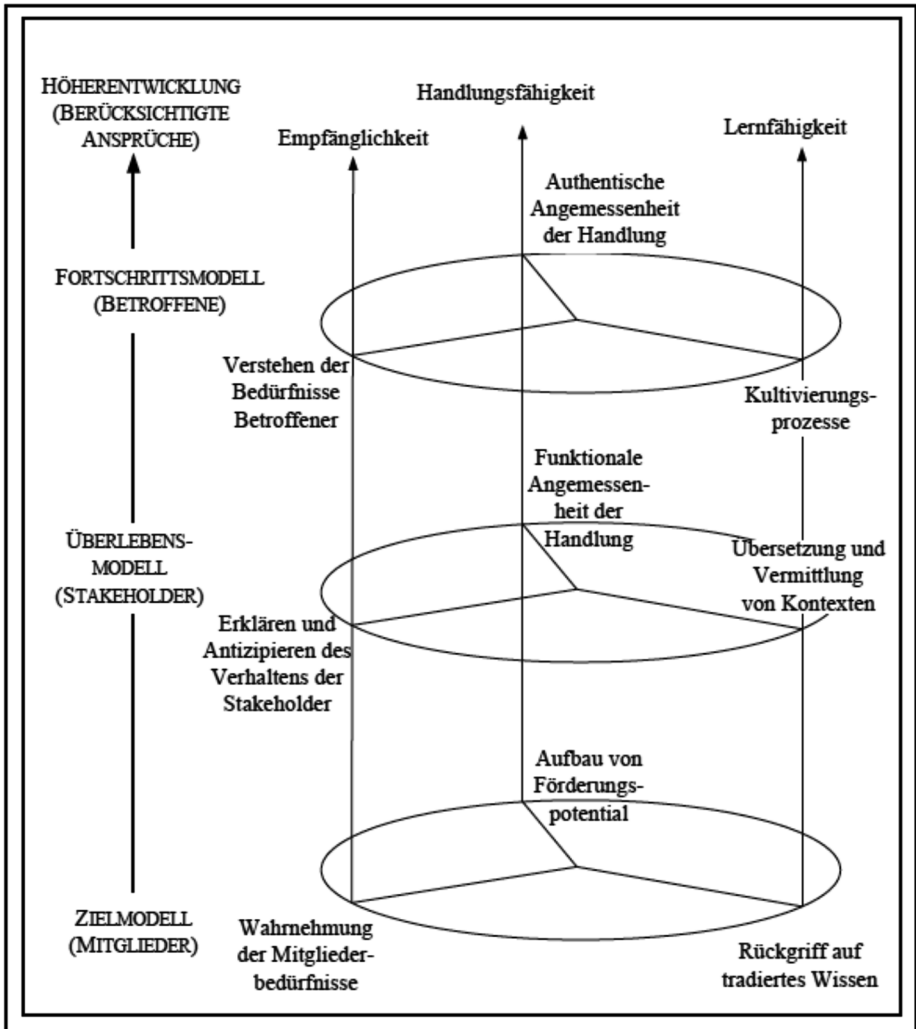 HÖHERENTWICKLUNG
(BERÜCKSICHTIGTE
ANSPRÜCHE)
Empfänglichkeit
Handlungsfähigkeit
Lernfähigkeit
FORTSCHRITTSMODELL
(BETROFFENE)
Authentische
Angemessenheit
der Handlung
Verstehen der
Bedürfnisse
Betroffener
Kultivierungs-
prozesse
ÜBERLEBENS-
MODELL
(STAKEHOLDER)
Funktionale
Angemessen-
heit der
Handlung
Erklären und
Antizipieren des
Verhaltens der
Stakeholder
Übersetzung und
Vermittlung
von Kontexten
ZIELMODELL
(MITGLIEDER)
Aufbau von
Förderungs-
potential
Wahrnehmung
der Mitglieder-
bedürfnisse
Rückgriff auf
tradiertes Wissen